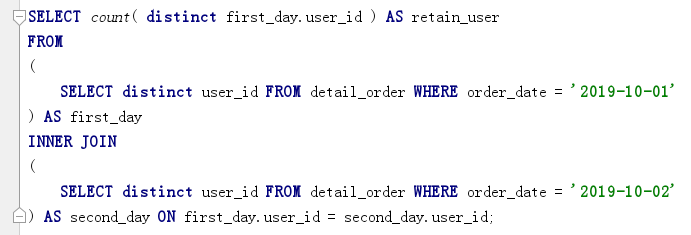 SELECT count( distinct first_day.user_id ) AS retain_user
FROM
(
SELECT distinct user_id FROM detail_order WHERE order_date = '2019-10-01'
) AS first_day
INNER JOIN
(
SELECT distinct user_id FROM detail_order WHERE order_date = '2019-10-02'
) AS second_day ON first_day.user_id = second_day.user_id;